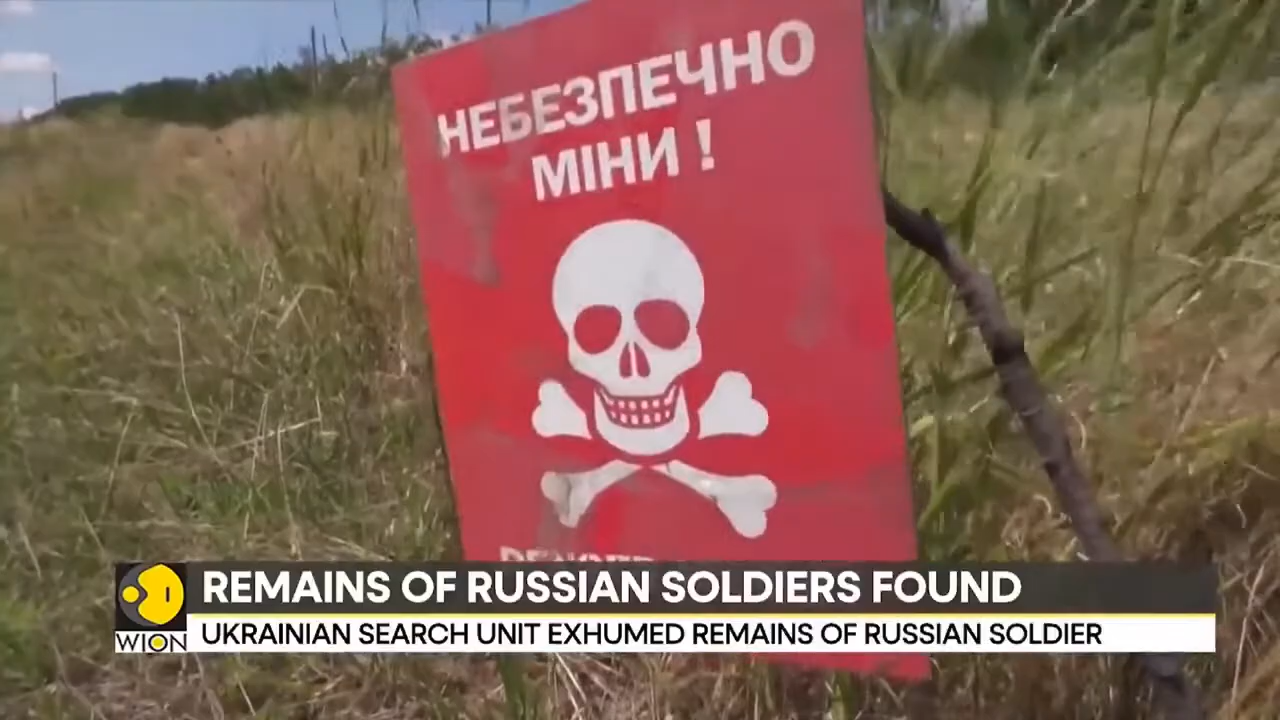 НЕБЕЗПЕЧНО
МІНИ !
REMAINS OF RUSSIAN SOLDIERS FOUND
WION
UKRAINIAN SEARCH UNIT EXHUMED REMAINS OF RUSSIAN SOLDIER